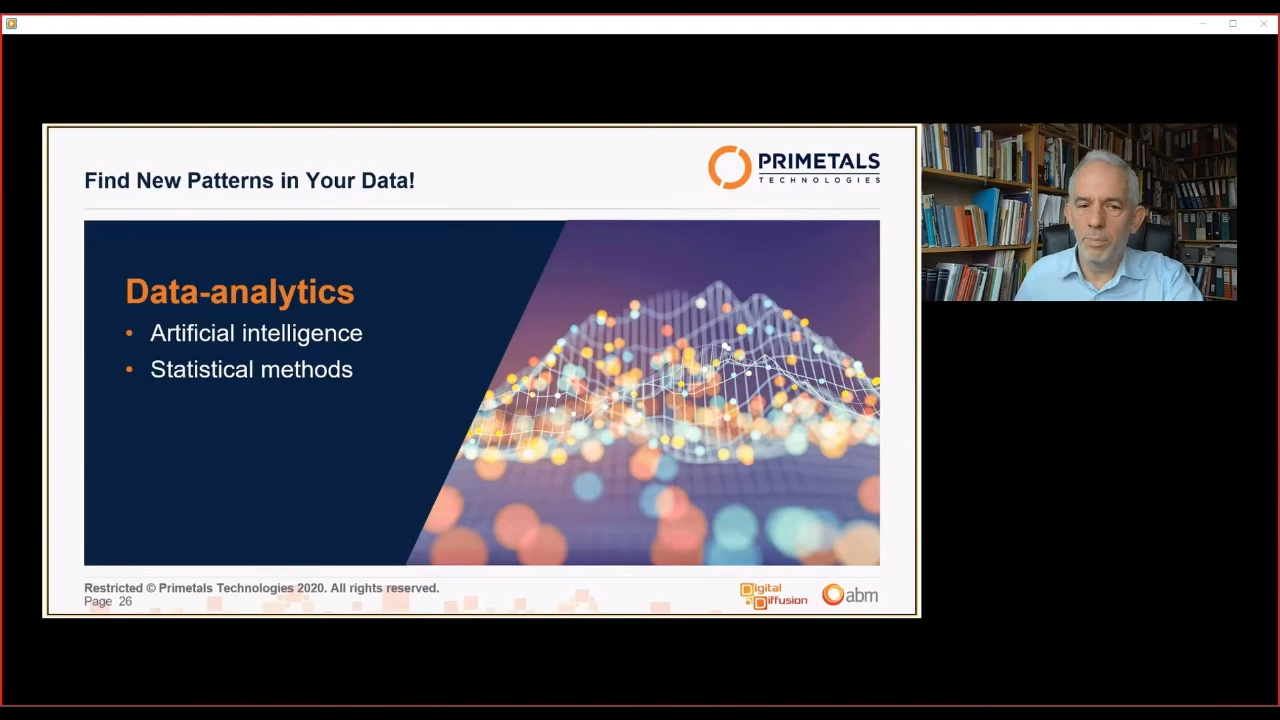 Find New Patterns in Your Data!
PRIMETALS
TECHNOLOGIES
Data-analytics
• Artificial intelligence
• Statistical methods
Restricted © Primetals Technologies 2020. All rights reserved.
Page 26
Digital
Diffusion
abm